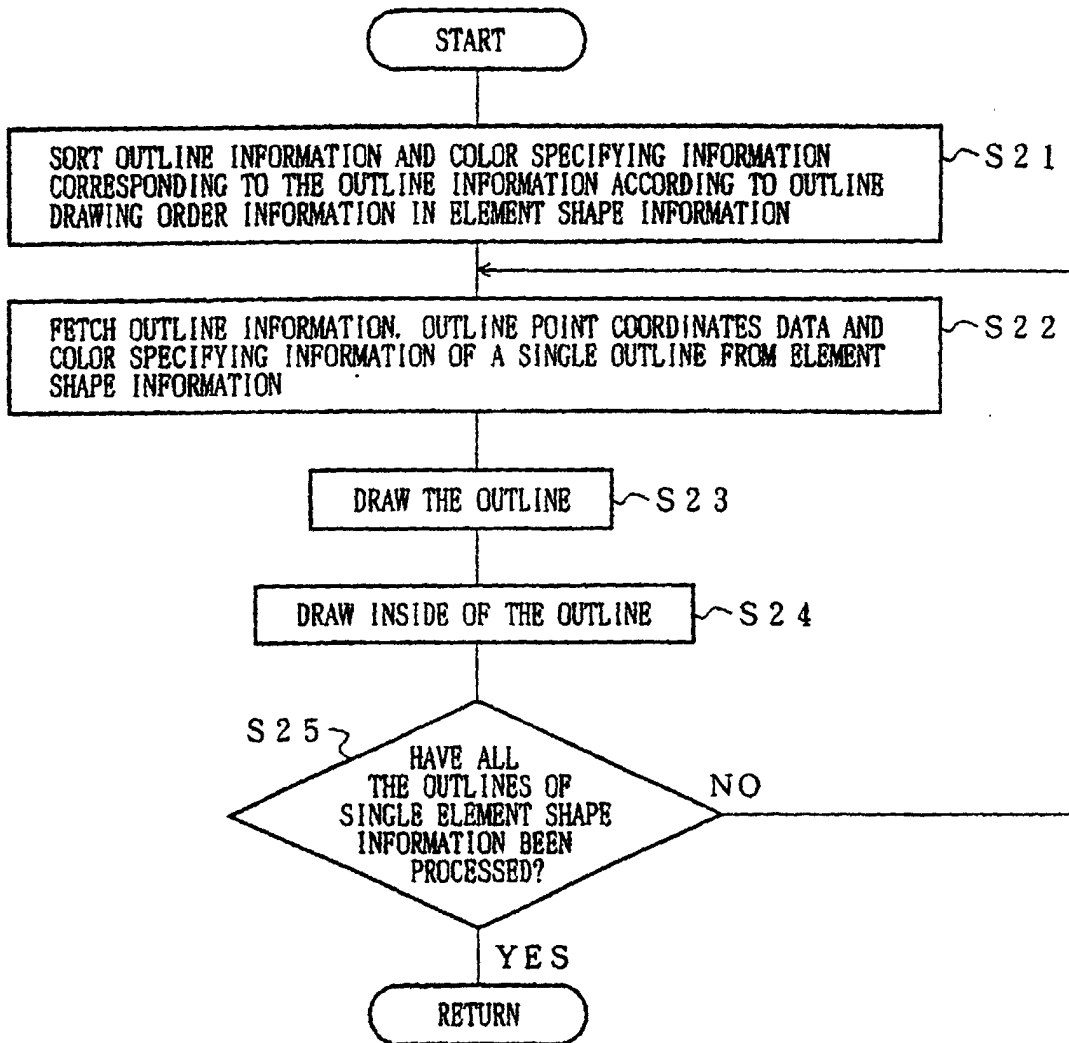 START
SORT OUTLINE INFORMATION AND COLOR SPECIFYING INFORMATION
CORRESPONDING TO THE OUTLINE INFORMATION ACCORDING TO OUTLINE
DRAWING ORDER INFORMATION IN ELEMENT SHAPE INFORMATION
S21
FETCH OUTLINE INFORMATION. OUTLINE POINT COORDINATES DATA AND
COLOR SPECIFYING INFORMATION OF A SINGLE OUTLINE FROM ELEMENT
SHAPE INFORMATION
S22
DRAW THE OUTLINE
S23
DRAW INSIDE OF THE OUTLINE
S24
S25
HAVE ALL
THE OUTLINES OF
SINGLE ELEMENT SHAPE
INFORMATION BEEN
PROCESSED?
NO
YES
RETURN